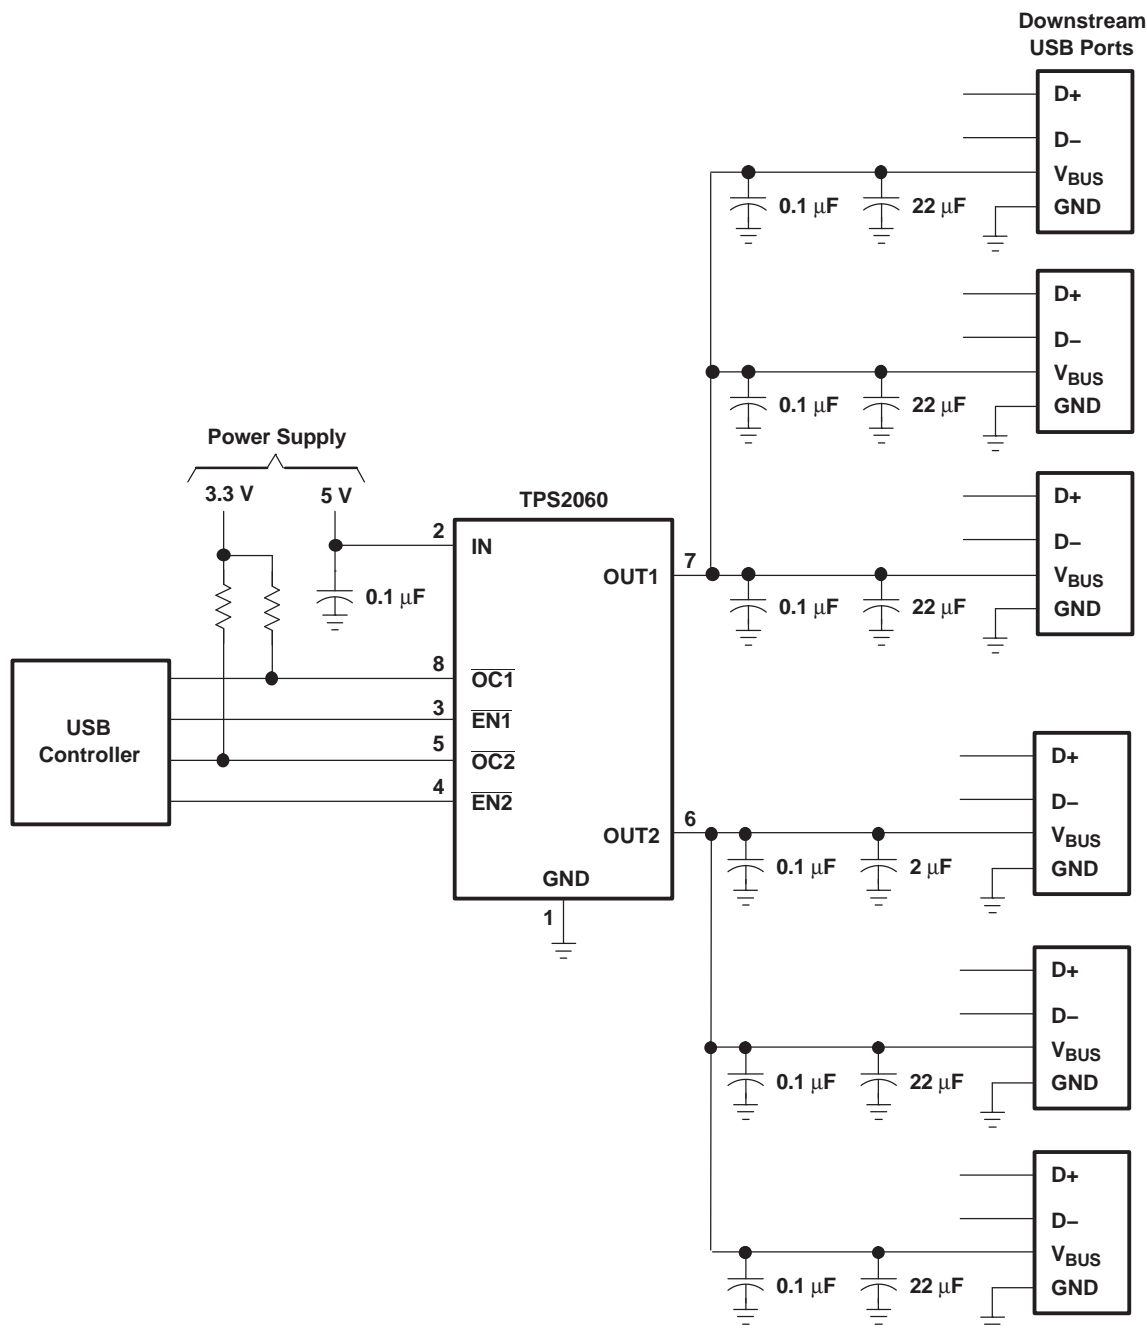 Downstream
USB Ports
D+
D–
VBUS
GND
0.1 μF
22 μF
D+
D–
VBUS
GND
0.1 μF
22 μF
Power Supply
3.3 V
5 V
TPS2060
D+
D–
VBUS
GND
0.1 μF
22 μF
2
IN
7
OUT1
0.1 μF
8
OC1
3
EN1
5
OC2
4
EN2
USB
Controller
6
OUT2
GND
1
D+
D–
VBUS
GND
0.1 μF
2 μF
D+
D–
VBUS
GND
0.1 μF
22 μF
D+
D–
VBUS
GND
0.1 μF
22 μF